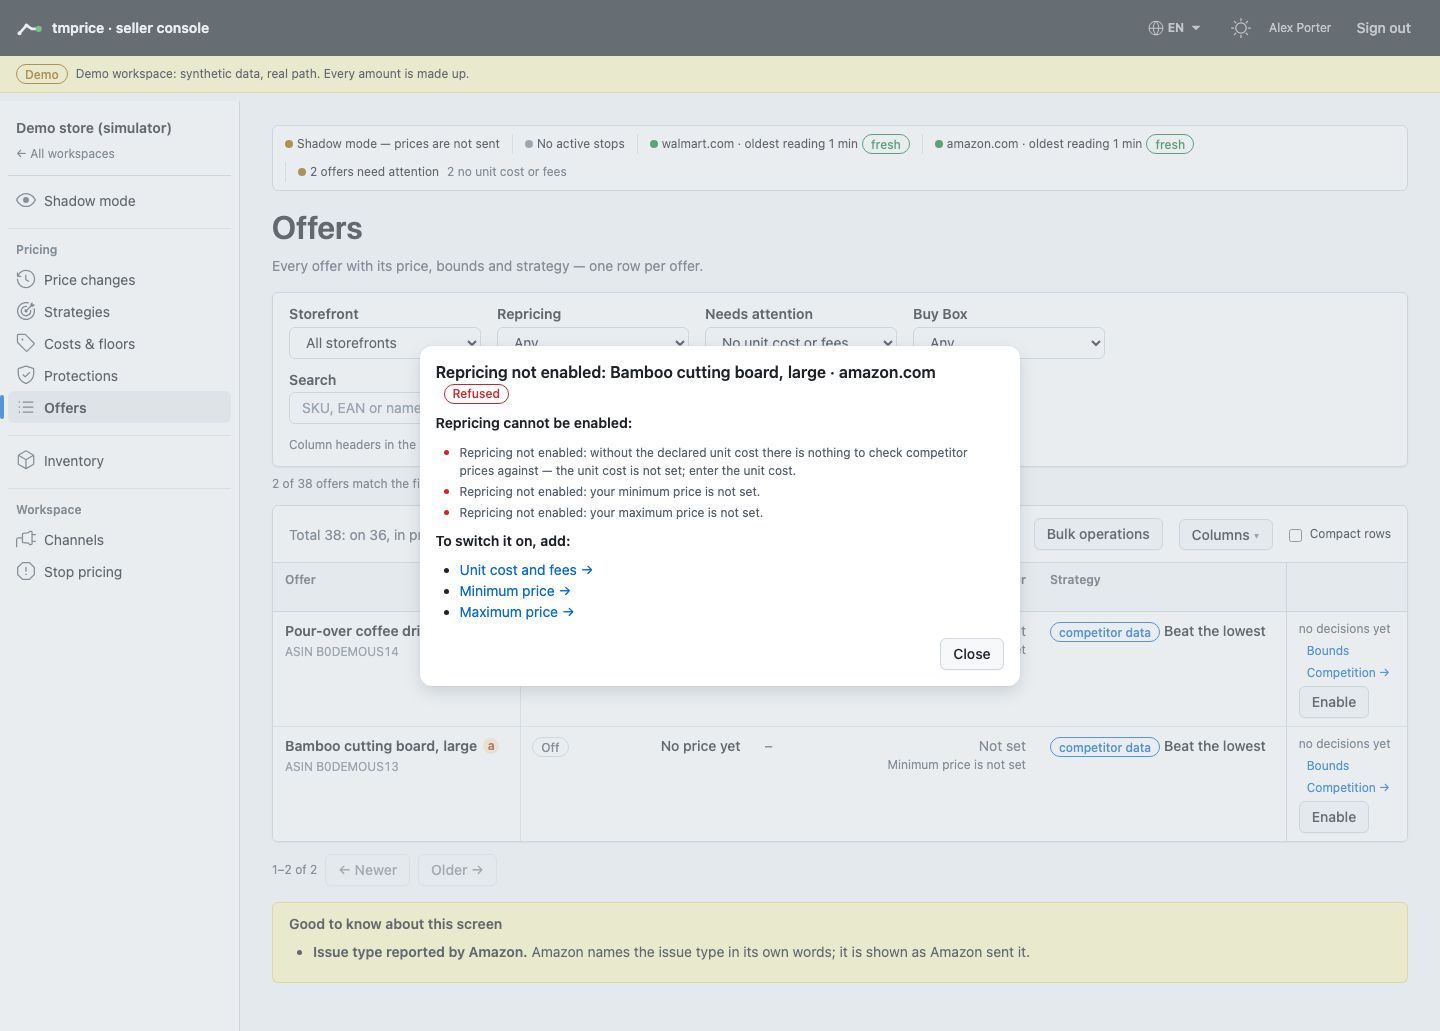 tmprice · seller console
EN
Alex Porter
Sign out
Demo
Demo workspace: synthetic data, real path. Every amount is made up.
Demo store (simulator)
← All workspaces
Shadow mode
Pricing
Price changes
Strategies
Costs & floors
Protections
Offers
Inventory
Workspace
Channels
Stop pricing
Shadow mode — prices are not sent
No active stops
walmart.com · oldest reading 1 min fresh
amazon.com · oldest reading 1 min fresh
2 offers need attention 2 no unit cost or fees
Offers
Every offer with its price, bounds and strategy — one row per offer.
Storefront
Repricing
Needs attention
Buy Box
All storefronts
Any
No unit cost or fees
Any
Search
SKU, EAN or name
Column headers in the
2 of 38 offers match the
Repricing not enabled: Bamboo cutting board, large · amazon.com
Refused
Repricing cannot be enabled:
Repricing not enabled: without the declared unit cost there is nothing to check competitor
prices against — the unit cost is not set; enter the unit cost.
Repricing not enabled: your minimum price is not set.
Repricing not enabled: your maximum price is not set.
To switch it on, add:
Unit cost and fees →
Minimum price →
Maximum price →
Close
Total 38: on 36, in
Bulk operations
Columns
Compact rows
Offer
Strategy
Pour-over coffee
ASIN B0DEMOUS14
competitor data Beat the lowest
no decisions yet
Bounds
Competition →
Enable
Bamboo cutting board, large a
ASIN B0DEMOUS13
Off
No price yet
–
Not set
Minimum price is not set
competitor data Beat the lowest
no decisions yet
Bounds
Competition →
Enable
1–2 of 2
← Newer
Older →
Good to know about this screen
Issue type reported by Amazon. Amazon names the issue type in its own words; it is shown as Amazon sent it.